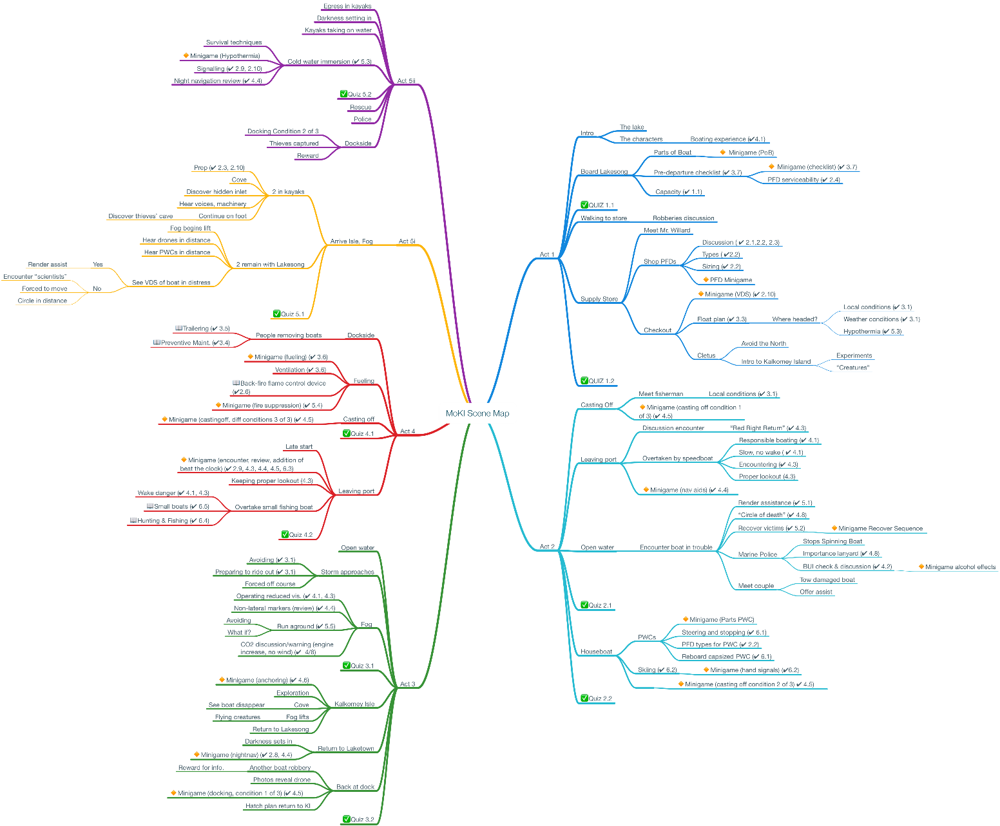 MoKI Scene Map
Act 1
Intro
The lake
The characters
Boating experience (✔4.1)
Board Lakesong
Parts of Boat
🔸 Minigame (PoB)
Pre-departure checklist (✔ 3.7)
🔸 Minigame (checklist) (✔ 3.7)
PFD serviceability (✔ 2.4)
Capacity (✔ 1.1)
✅QUIZ 1.1
Walking to store
Robberies discussion
Supply Store
Meet Mr. Willard
Shop PFDs
Discussion ( ✔ 2.1,2.2, 2.3)
Types ( ✔2.2)
Sizing (✔ 2.2)
🔸PFD Minigame
Checkout
🔸Minigame (VDS) (✔ 2.10)
Float plan (✔ 3.3)
Where headed?
Local conditions (✔ 3.1)
Weather conditions (✔ 3.1)
Hypothermia (✔ 5.3)
Cletus
Avoid the North
Intro to Kalkomey Island
Experiments
“Creatures”
✅QUIZ 1.2
Act 2
Casting Off
Meet fisherman
Local conditions (✔ 3.1)
🔸Minigame (casting off condition 1
of 3) (✔ 4.5)
Leaving port
Discussion encounter
“Red Right Return” (✔ 4.3)
Overtaken by speedboat
Responsible boating (✔ 4.1)
Slow, no wake ( ✔ 4.1)
Encountering (✔ 4.3)
Proper lookout (4.3)
🔸Minigame (nav aids) (✔ 4.4)
Open water
Encounter boat in trouble
Render assistance (✔ 5.1)
“Circle of death” (✔ 4.8)
Recover victims (✔ 5.2)
🔸Minigame Recover Sequence
Marine Police
Stops Spinning Boat
Importance lanyard (✔ 4.8)
BUI check & discussion (✔ 4.2)
🔸Minigame alcohol effects
Meet couple
Tow damaged boat
Offer assist
✅Quiz 2.1
Houseboat
PWCs
🔸Minigame (Parts PWC)
Steering and stopping (✔ 6.1)
PFD types for PWC (✔ 2.2)
Reboard capsized PWC (✔ 6.1)
Skiing (✔ 6.2)
🔸Minigame (hand signals) (✔6.2)
🔸Minigame (casting off condition 2 of 3) ✔ 4.5)
✅Quiz 2.2
Act 3
Open water
Storm approaches
Avoiding (✔ 3.1)
Preparing to ride out (✔ 3.1)
Forced off course
Fog
Operating reduced vis. (✔ 4.1, 4.3)
Non-lateral markers (review) (✔ 4.4)
Run aground (✔ 5.5)
Avoiding
What if?
CO2 discussion/warning (engine
increase, no wind) (✔ 4/8)
✅Quiz 3.1
Kalkomey Isle
🔸Minigame (anchoring) (✔ 4.6)
Exploration
Cove
See boat disappear
Fog lifts
Flying creatures
Return to Lakesong
Return to Laketown
Darkness sets in
🔸Minigame (nightnav) (✔ 2.8, 4.4)
Back at dock
Another boat robbery
Reward for info.
Photos reveal drone
🔸Minigame (docking, condition 1 of 3) (✔ 4.5)
Hatch plan return to KI
✅Quiz 3.2
Act 4
Dockside
People removing boats
📖Trailering (✔ 3.5)
📖Preventive Maint. (✔3.4)
Fueling
🔸Minigame (fueling) (✔ 3.6)
Ventilation (✔ 3.6)
📖Back-fire flame control device
(✔2.6)
🔸Minigame (fire suppression) (✔ 5.4)
Casting off
🔸Minigame (castingoff, diff conditions 3 of 3) (✔ 4.5)
✅Quiz 4.1
Leaving port
Late start
🔸Minigame (encounter, review, addition of
beat the clock) (✔ 2.9, 4.3, 4.4, 4.5, 6.3)
Keeping proper lookout (4.3)
Overtake small fishing boat
Wake danger (✔ 4.1, 4.3)
📖Small boats (✔ 6.5)
📖Hunting & Fishing (✔ 6.4)
✅Quiz 4.2
Act 5i
Arrive Isle. Fog
2 in kayaks
Prep (✔ 2.3, 2.10)
Cove
Discover hidden inlet
Hear voices, machinery
Continue on foot
Discover thieves’ cave
2 remain with Lakesong
Fog begins lift
Hear drones in distance
Hear PWCs in distance
See VDS of boat in distress
Yes
Render assist
No
Encounter “scientists”
Forced to move
Circle in distance
✅Quiz 5.1
Act 5ii
Egress in kayaks
Darkness setting in
Kayaks taking on water
Cold water immersion (✔ 5.3)
Survival techniques
🔸Minigame (Hypothermia)
Signalling (✔ 2.9, 2.10)
Night navigation review (✔ 4.4)
✅Quiz 5.2
Rescue
Police
Dockside
Docking Condition 2 of 3
Thieves captured
Reward